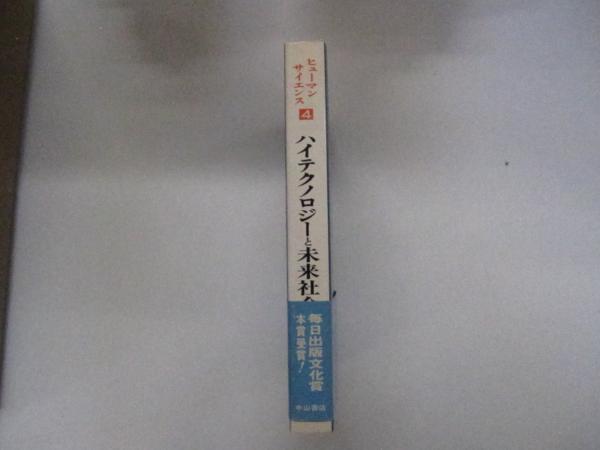 ヒューマン
サイエンス
4
ハイテクノロジーと未来社会
毎日出版文化賞
本賞受賞!
中山書店